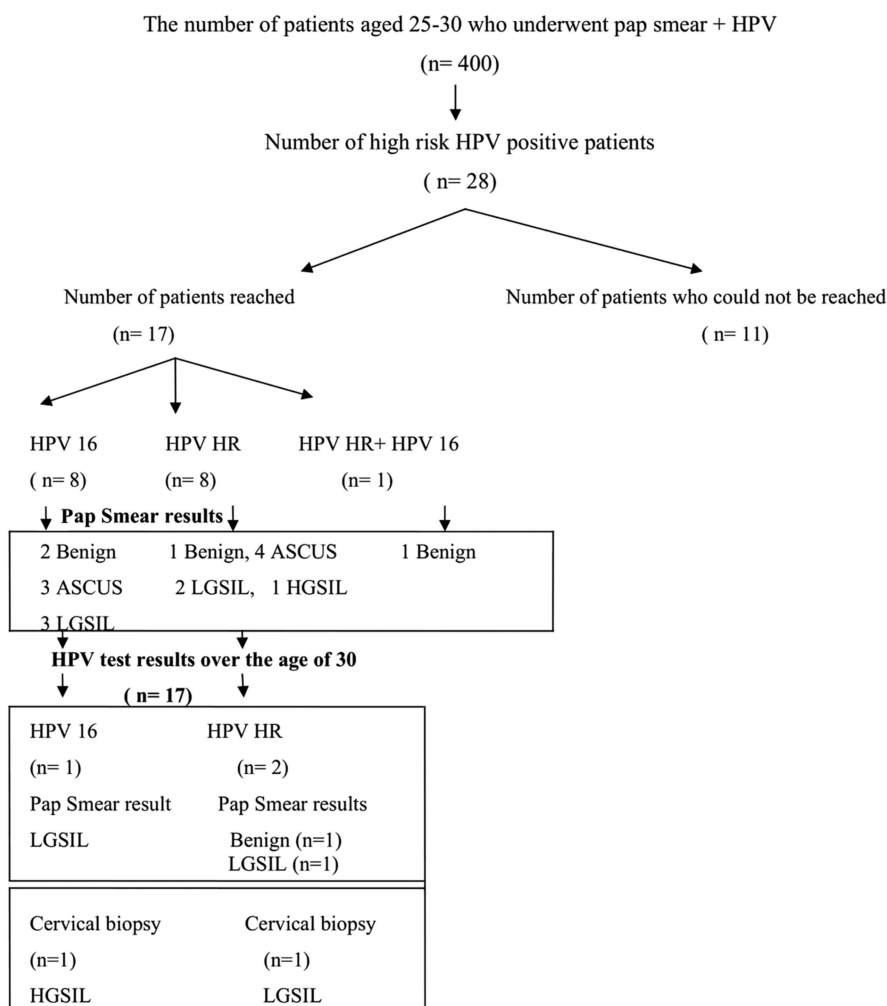 The number of patients aged 25-30 who underwent pap smear + HPV
(n= 400)
Number of high risk HPV positive patients
( n= 28)
Number of patients reached
Number of patients who could not be reached
(n= 17)
( n= 11)
HPV 16
HPV HR
HPV HR+ HPV 16
( n= 8)
(n= 8)
(n= 1)
Pap Smear results
2 Benign
1 Benign, 4 ASCUS
1 Benign
3 ASCUS
2 LGSIL, 1 HGSIL
3 LGSIL
HPV test results over the age of 30
( n= 17)
HPV 16
HPV HR
(n= 1)
(n= 2)
Pap Smear result
Pap Smear results
LGSIL
Benign (n=1)
LGSIL (n=1)
Cervical biopsy
Cervical biopsy
(n=1)
(n=1)
HGSIL
LGSIL